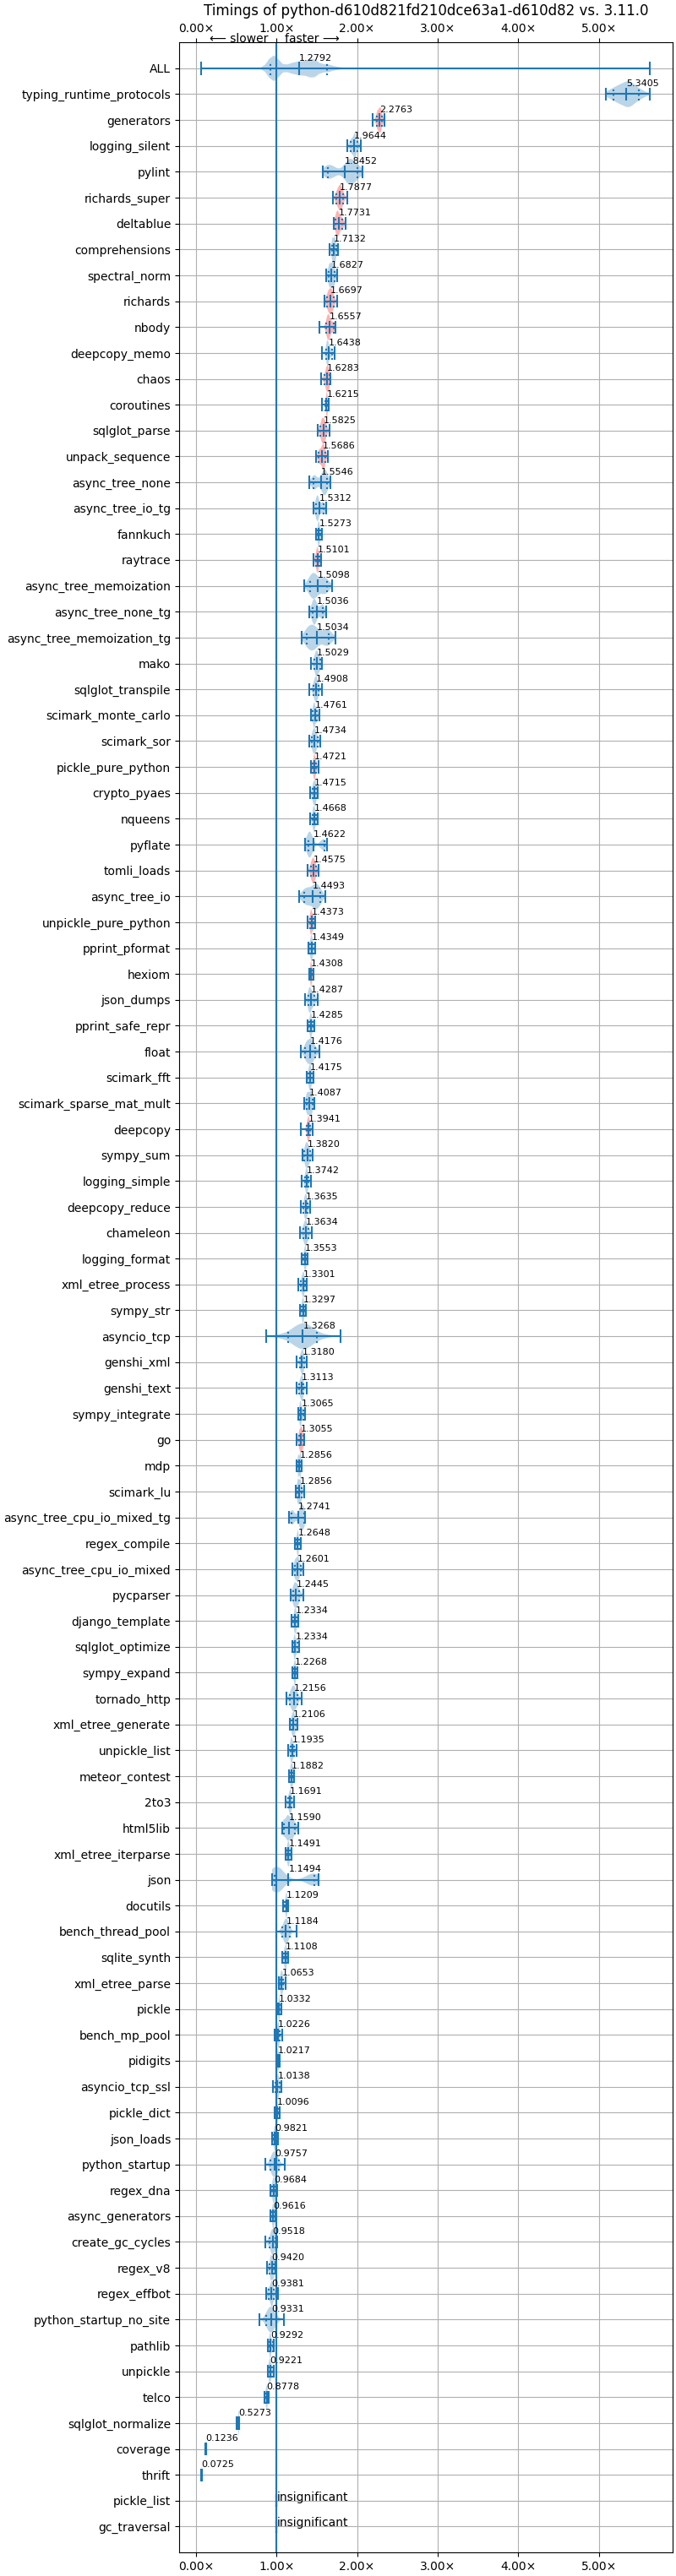 Timings of python-d610d821fd210dce63a1-d610d82 vs. 3.11.0
0.00× 1.00× 2.00× 3.00× 4.00× 5.00×
⟵ slower faster ⟶
ALL 1.2792
typing_runtime_protocols 5.3405
generators 2.2763
logging_silent 1.9644
pylint 1.8452
richards_super 1.7877
deltablue 1.7731
comprehensions 1.7132
spectral_norm 1.6827
richards 1.6697
nbody 1.6557
deepcopy_memo 1.6438
chaos 1.6283
coroutines 1.6215
sqlglot_parse 1.5825
unpack_sequence 1.5686
async_tree_none 1.5546
async_tree_io_tg 1.5312
fannkuch 1.5273
raytrace 1.5101
async_tree_memoization 1.5098
async_tree_none_tg 1.5036
async_tree_memoization_tg 1.5034
mako 1.5029
sqlglot_transpile 1.4908
scimark_monte_carlo 1.4761
scimark_sor 1.4734
pickle_pure_python 1.4721
crypto_pyaes 1.4715
nqueens 1.4668
pyflate 1.4622
tomli_loads 1.4575
async_tree_io 1.4493
unpickle_pure_python 1.4373
pprint_pformat 1.4349
hexiom 1.4308
json_dumps 1.4287
pprint_safe_repr 1.4285
float 1.4176
scimark_fft 1.4175
scimark_sparse_mat_mult 1.4087
deepcopy 1.3941
sympy_sum 1.3820
logging_simple 1.3742
deepcopy_reduce 1.3635
chameleon 1.3634
logging_format 1.3553
xml_etree_process 1.3301
sympy_str 1.3297
asyncio_tcp 1.3268
genshi_xml 1.3180
genshi_text 1.3113
sympy_integrate 1.3065
go 1.3055
mdp 1.2856
scimark_lu 1.2856
async_tree_cpu_io_mixed_tg 1.2741
regex_compile 1.2648
async_tree_cpu_io_mixed 1.2601
pycparser 1.2445
django_template 1.2334
sqlglot_optimize 1.2334
sympy_expand 1.2268
tornado_http 1.2156
xml_etree_generate 1.2106
unpickle_list 1.1935
meteor_contest 1.1882
2to3 1.1691
html5lib 1.1590
xml_etree_iterparse 1.1491
json 1.1494
docutils 1.1209
bench_thread_pool 1.1184
sqlite_synth 1.1108
xml_etree_parse 1.0653
pickle 1.0332
bench_mp_pool 1.0226
pidigits 1.0217
asyncio_tcp_ssl 1.0138
pickle_dict 1.0096
json_loads 0.9821
python_startup 0.9757
regex_dna 0.9684
async_generators 0.9616
create_gc_cycles 0.9518
regex_v8 0.9420
regex_effbot 0.9381
python_startup_no_site 0.9331
pathlib 0.9292
unpickle 0.9221
telco 0.8778
sqlglot_normalize 0.5273
coverage 0.1236
thrift 0.0725
pickle_list insignificant
gc_traversal insignificant
0.00× 1.00× 2.00× 3.00× 4.00× 5.00×